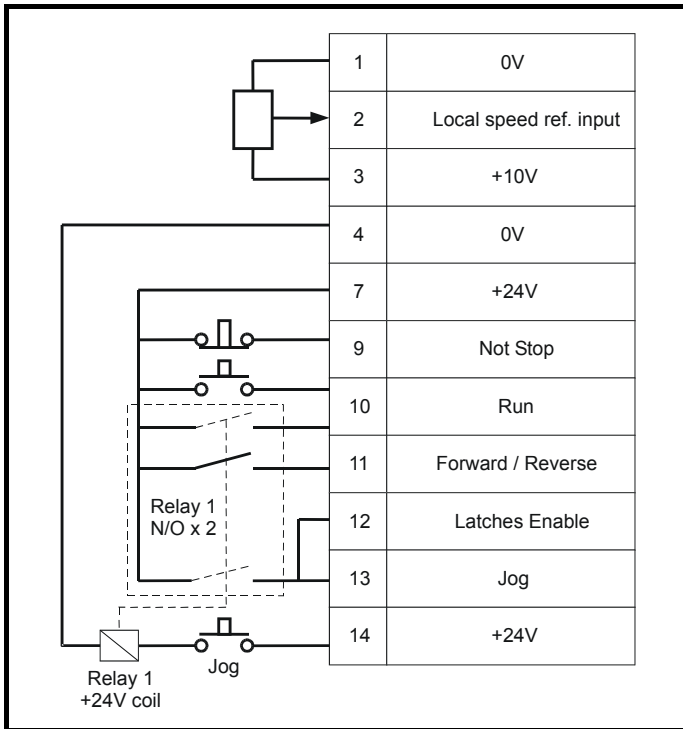 1 0V
2 Local speed ref. input
3 +10V
4 0V
7 +24V
9 Not Stop
10 Run
11 Forward / Reverse
Relay 1
N/O x 2
12 Latches Enable
13 Jog
14 +24V
Jog
Relay 1
+24V coil